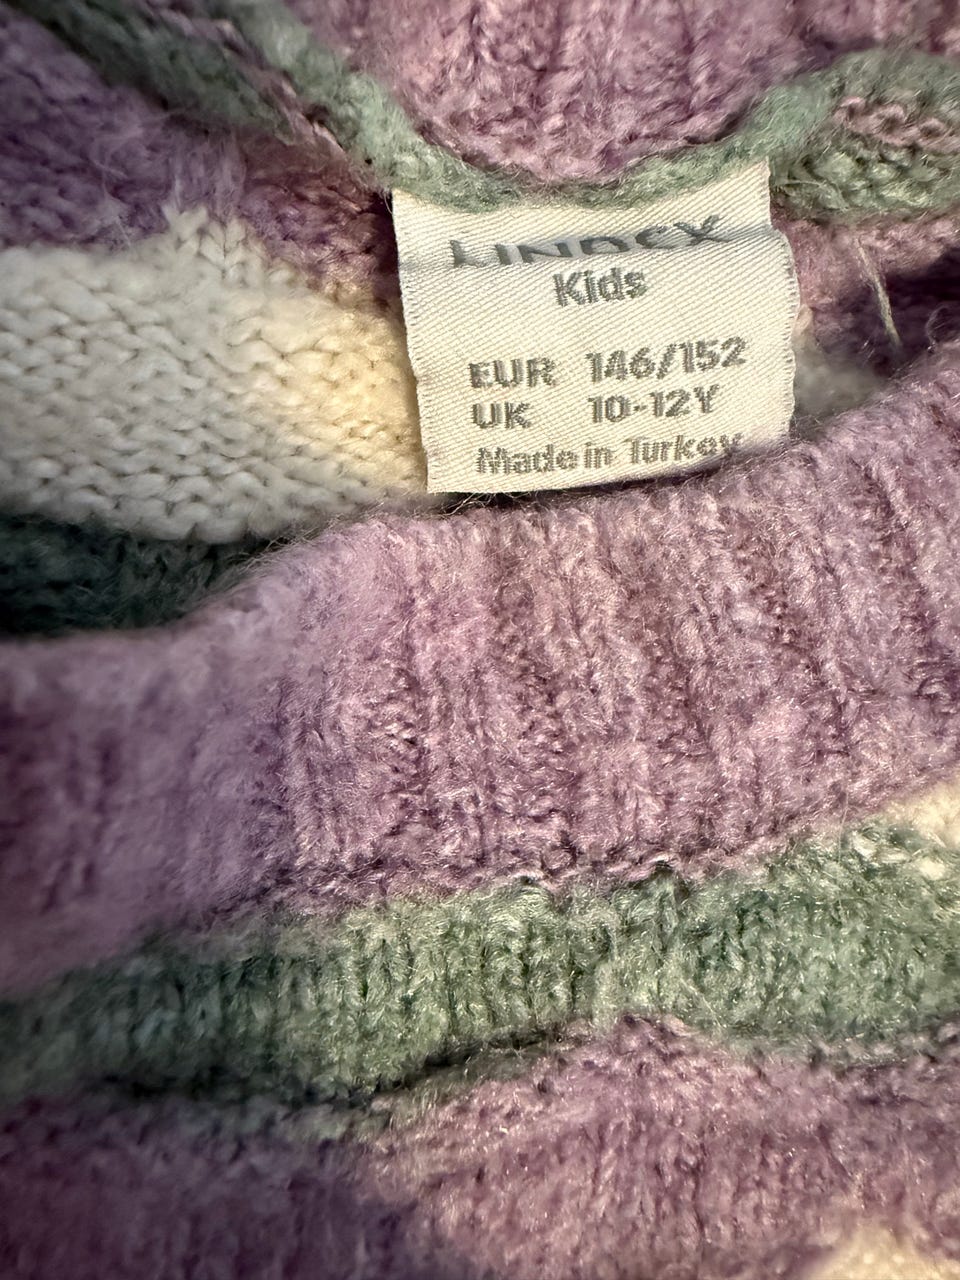 LINDEX
Kids
EUR 146/152
UK 10-12Y
Made in Turkey